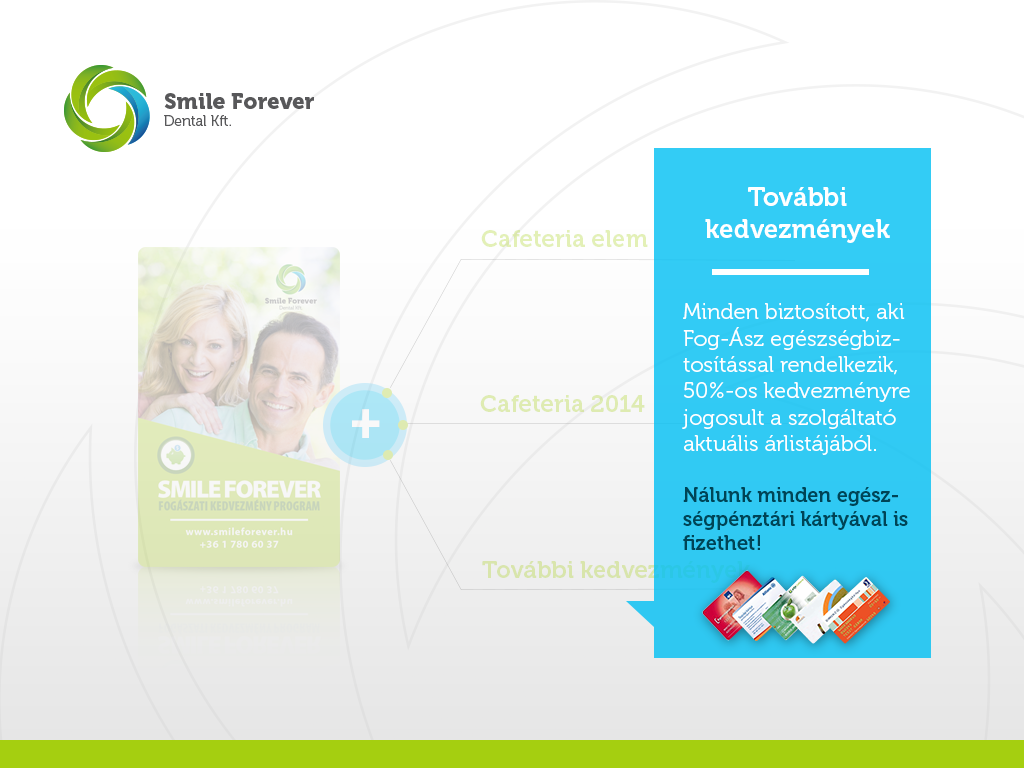 Smile Forever
Dental Kft.
Smile Forever
Dental Kft.
SMILE FOREVER
FOGÁSZATI KEDVEZMÉNY PROGRAM
www.smileforever.hu
+36 1 780 60 37
Cafeteria elem
Cafeteria 2014
További kedvezmények
További
kedvezmények
Minden biztosított, aki
Fog-Ász egészségbiz-
tosítással rendelkezik,
50%-os kedvezményre
jogosult a szolgáltató
aktuális árlistájából.
Nálunk minden egész-
ségpénztári kártyával is
fizethet!